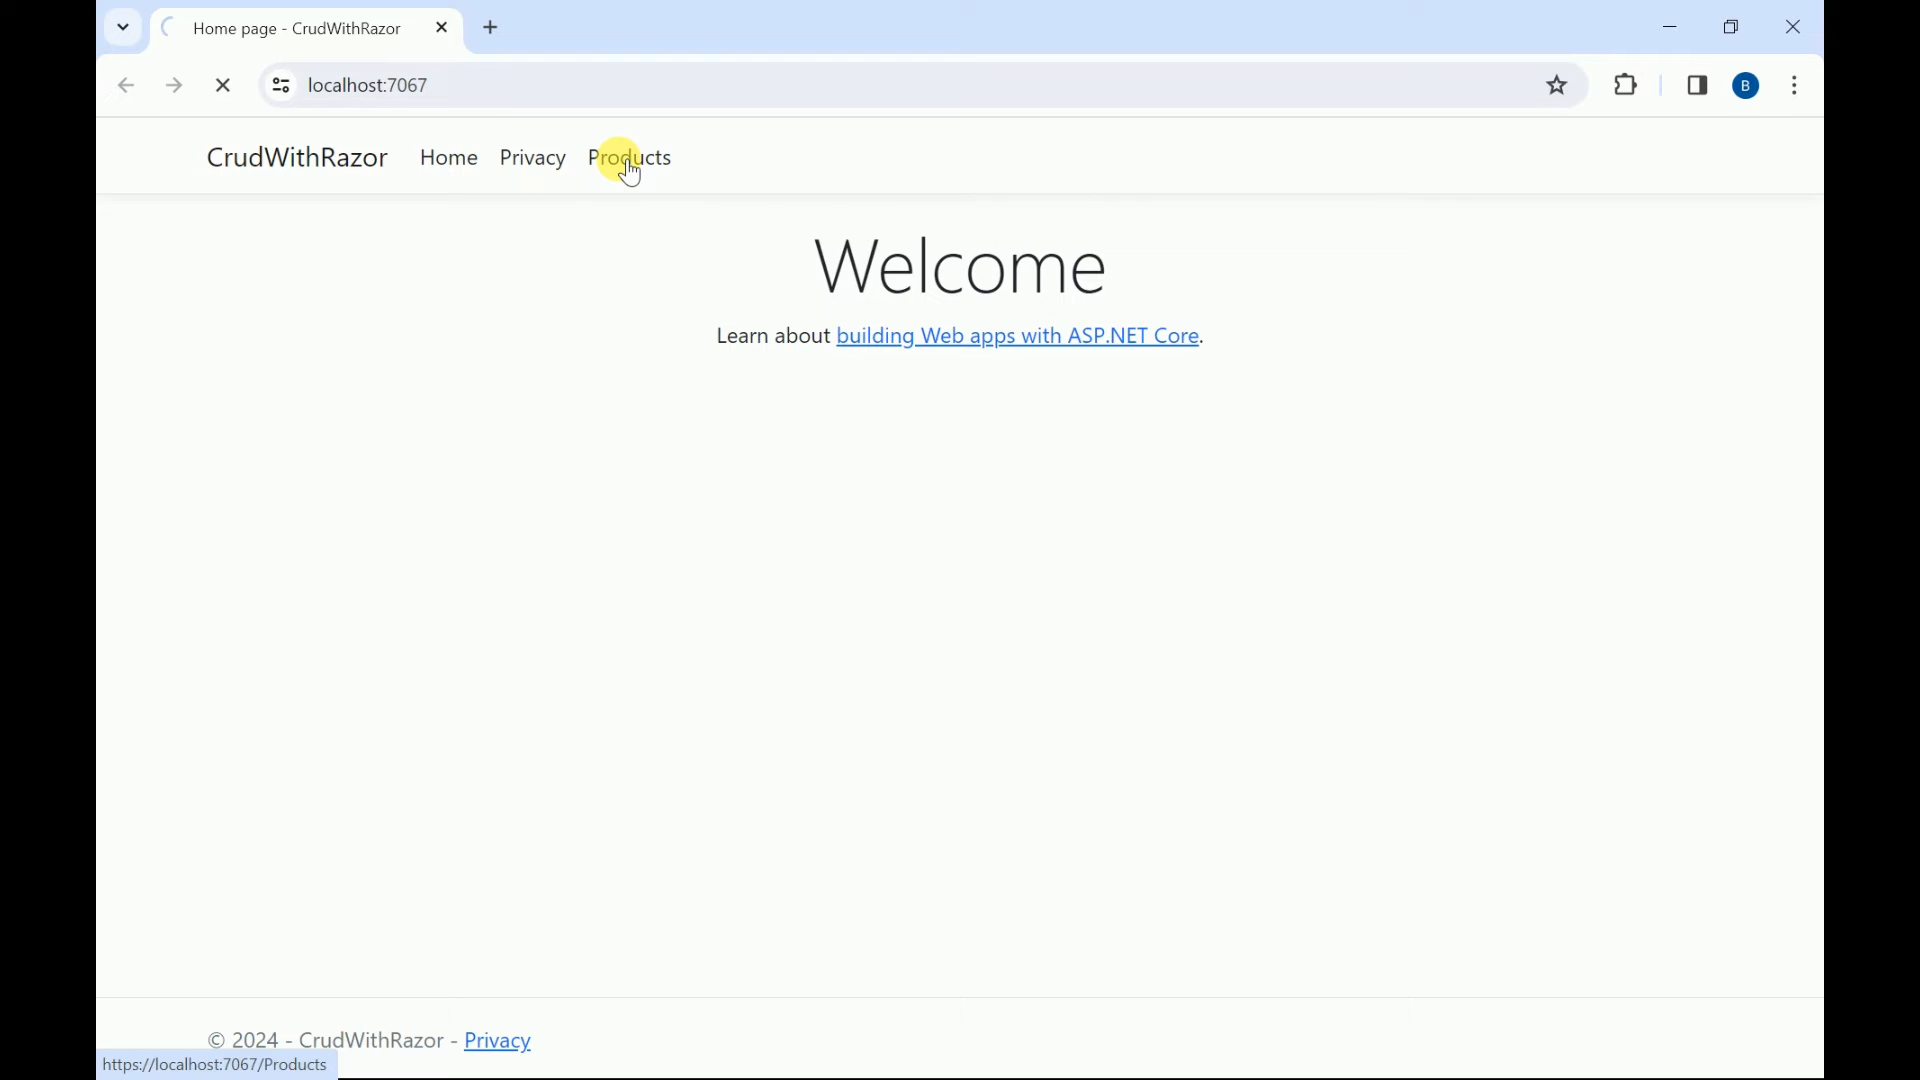 Home page - CrudWithRazor
localhost:7067
B
CrudWithRazor Home Privacy Products
Welcome
Learn about building Web apps with ASP.NET Core.
© 2024 - CrudWithRazor - Privacy
https://localhost:7067/Products